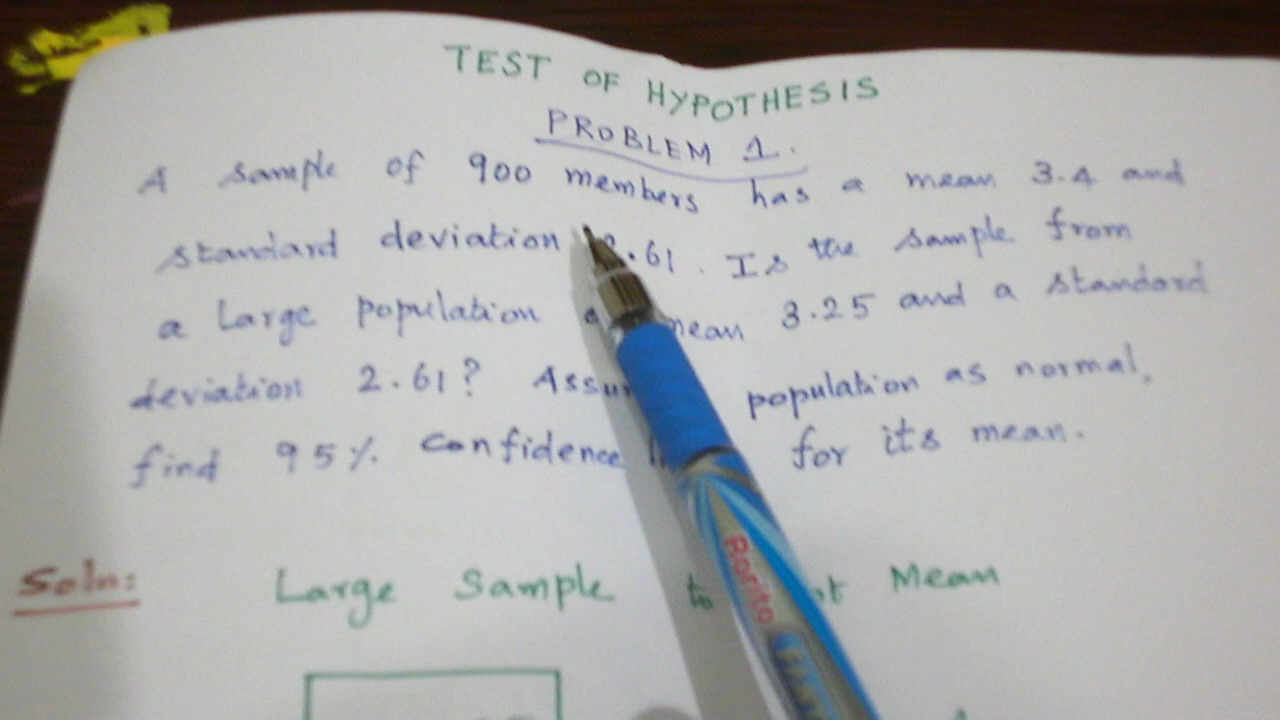 TEST OF HYPOTHESIS
PROBLEM 1.
A sample of 900 members has a mean 3.4 and
standard deviation 2.61. Is the sample from
a large population mean 3.25 and a standard
deviation 2.61? population as normal,
find 95% confidence for its mean.
Soln: Large Sample to Mean
Rorito